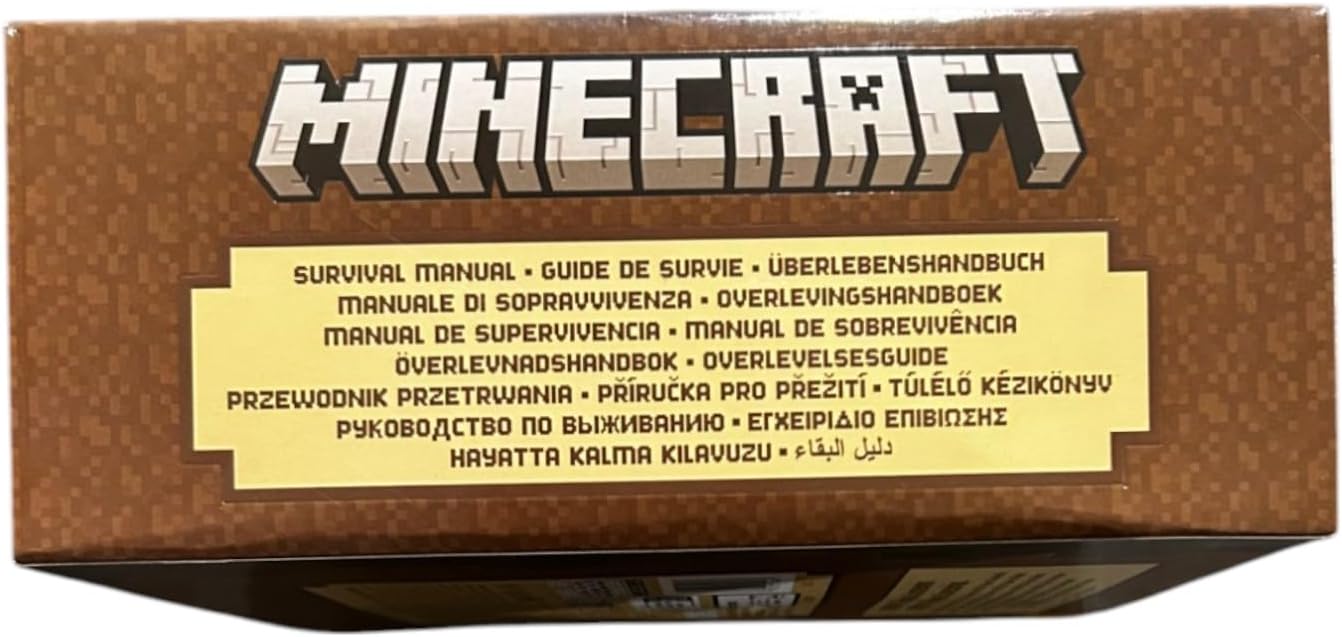 MINECRAFT
SURVIVAL MANUAL ▪ GUIDE DE SURVIE ▪ ÜBERLEBENSHANDBUCH
MANUALE DI SOPRAVVIVENZA ▪ OVERLEVINGSHANDBOEK
MANUAL DE SUPERVIVENCIA ▪ MANUAL DE SOBREVIVÊNCIA
ÖVERLEVNADSHANDBOK ▪ OVERLEVELSESGUIDE
PRZEWODNIK PRZETRWANIA ▪ PŘÍRUČKA PRO PŘEŽITÍ ▪ TÚLÉLŐ KÉZIKÖNYV
РУКОВОДСТВО ПО ВЫЖИВАНИЮ ▪ ΕΓΧΕΙΡΙΔΙΟ ΕΠΙΒΙΩΣΗΣ
HAYATTA KALMA KILAVUZU ▪ دليل البقاء